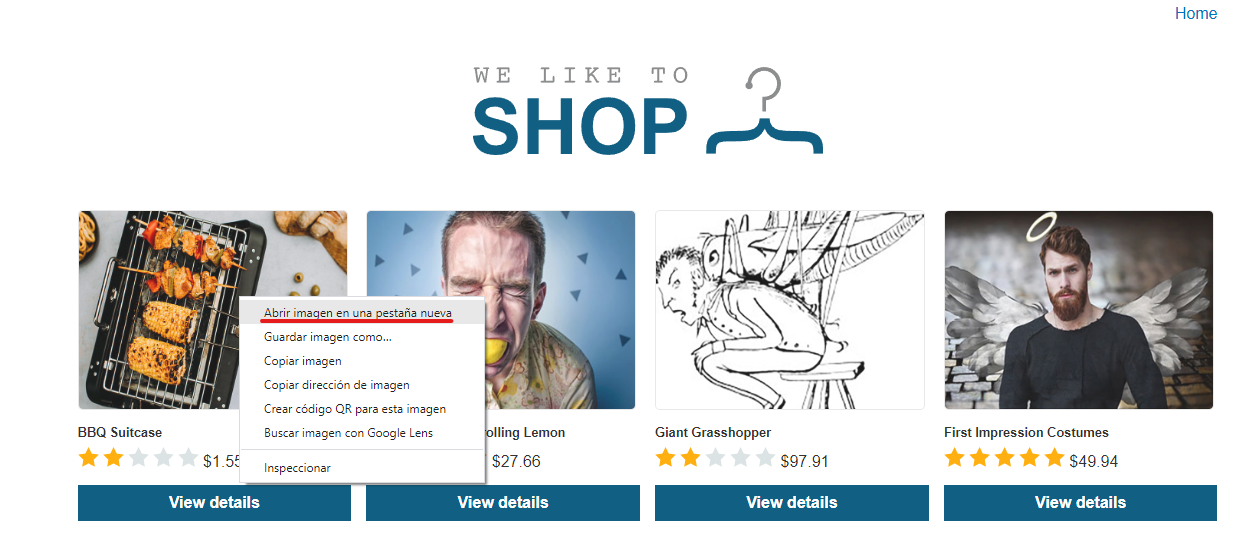 Home
WE LIKE TO
SHOP
Abrir imagen en una pestaña nueva
Guardar imagen como...
Copiar imagen
Copiar dirección de imagen
Crear código QR para esta imagen
Buscar imagen con Google Lens
Inspeccionar
BBQ Suitcase
$1.55
View details
rolling Lemon
$27.66
View details
Giant Grasshopper
$97.91
View details
First Impression Costumes
$49.94
View details